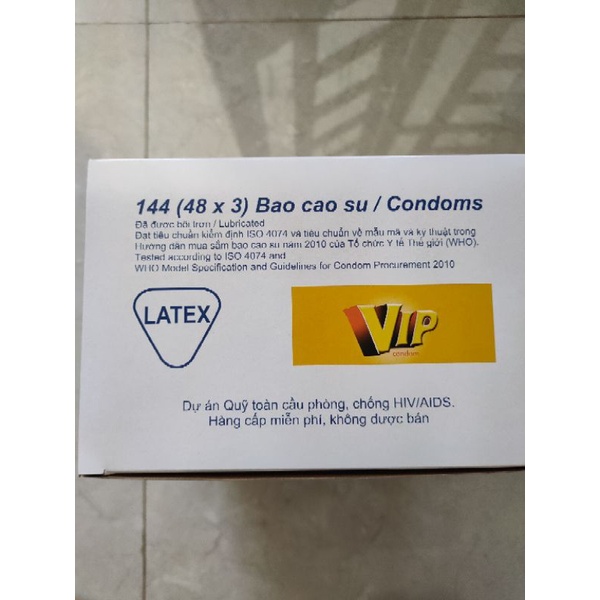 144 (48 x 3) Bao cao su / Condoms
Đã được bôi trơn / Lubricated
Đạt tiêu chuẩn kiểm định ISO 4074 và tiêu chuẩn về mẫu mã và kỹ thuật trong
Hướng dẫn mua sắm bao cao su năm 2010 của Tổ chức Y tế Thế giới (WHO).
Tested according to ISO 4074 and
WHO Model Specification and Guidelines for Condom Procurement 2010
LATEX
VIP
condom
Dự án Quỹ toàn cầu phòng, chống HIV/AIDS.
Hàng cấp miễn phí, không được bán